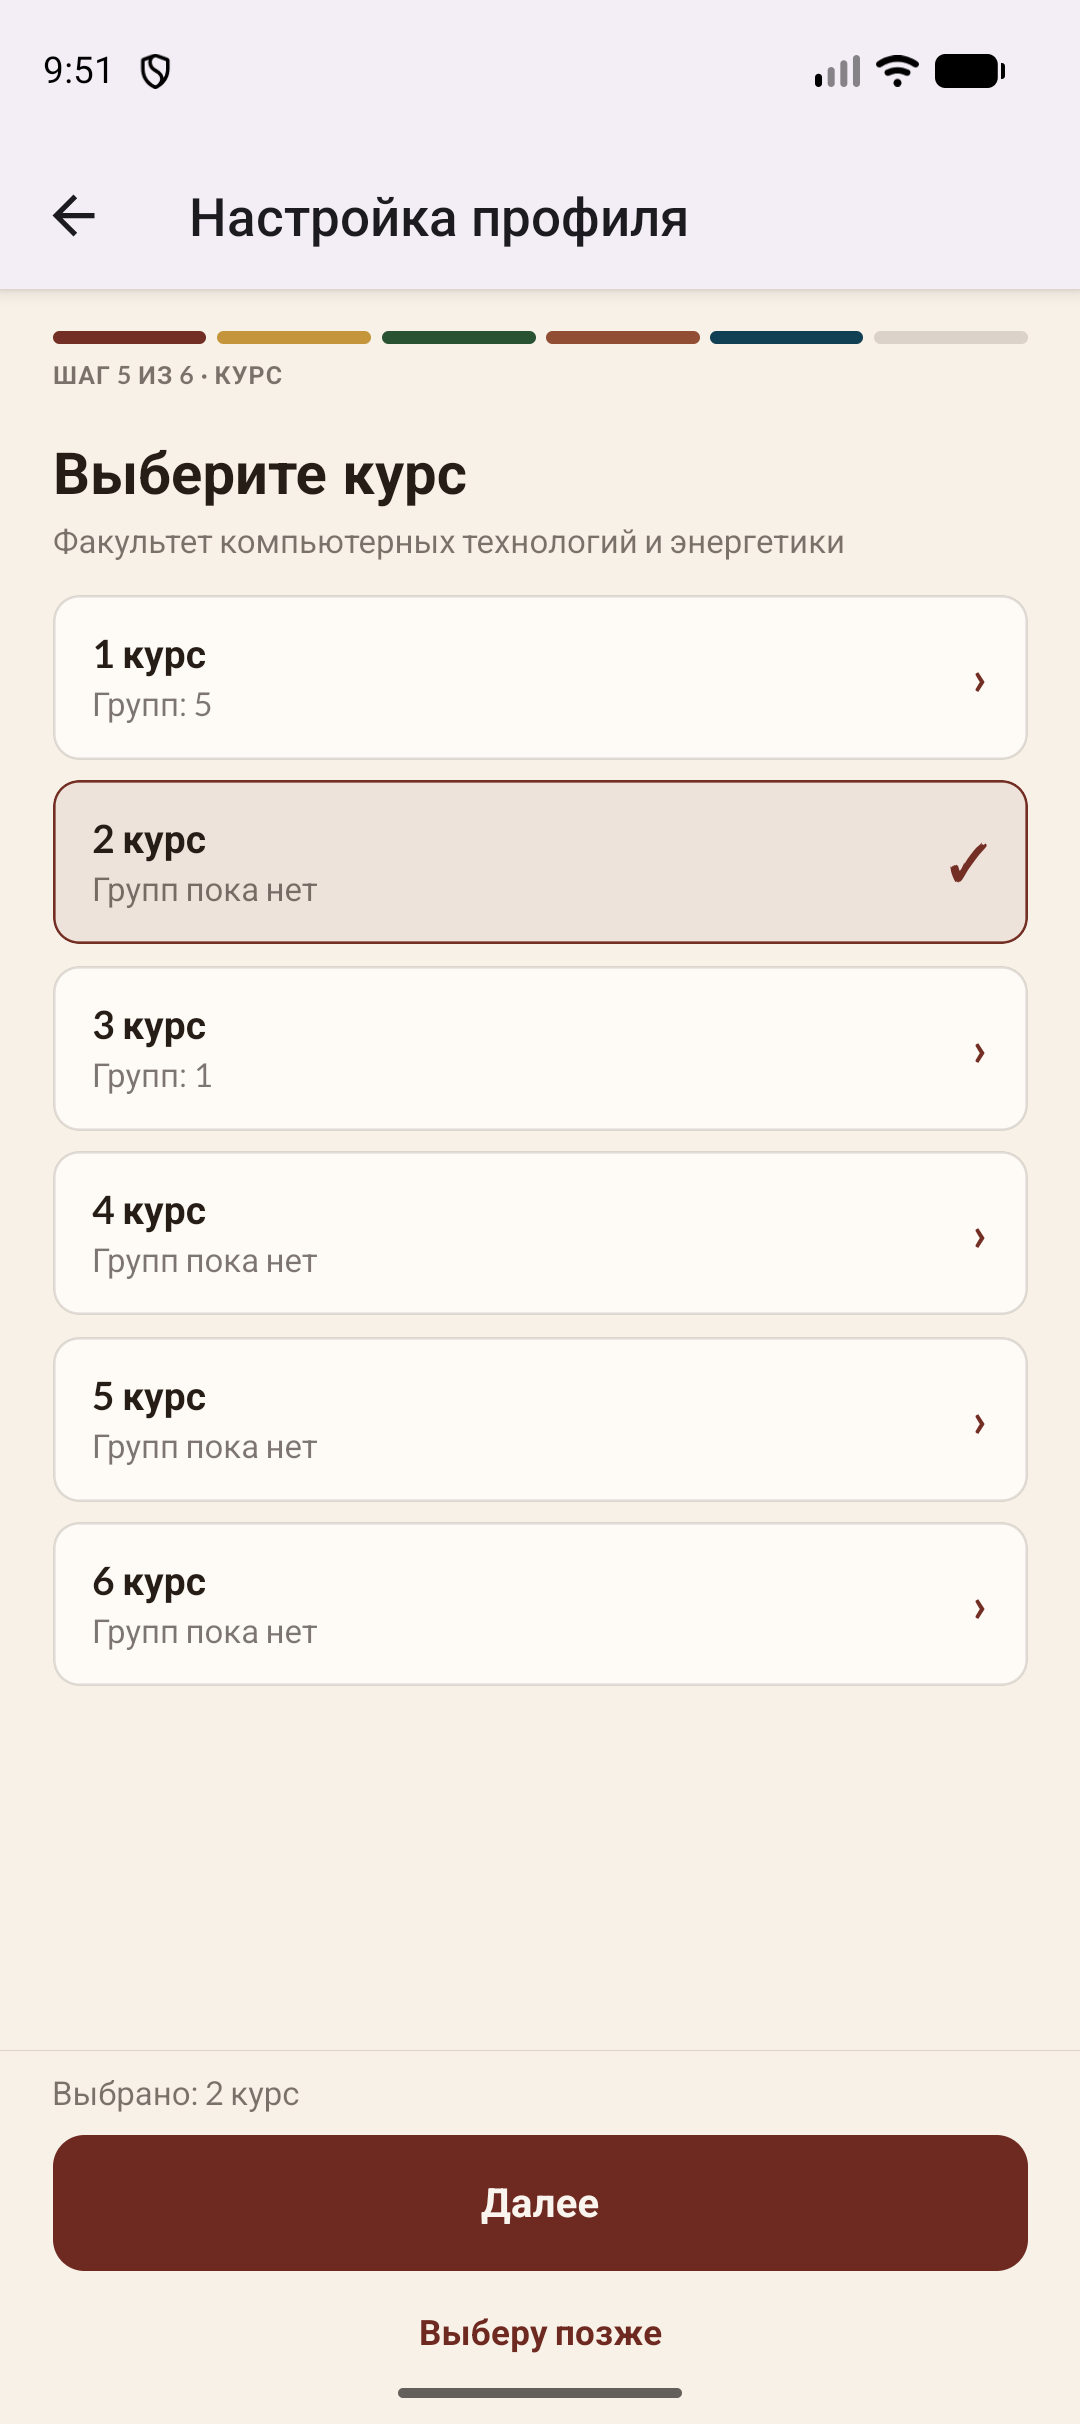 9:51
Настройка профиля
ШАГ 5 ИЗ 6 · КУРС
Выберите курс
Факультет компьютерных технологий и энергетики
1 курс
Групп: 5
2 курс
Групп пока нет
3 курс
Групп: 1
4 курс
Групп пока нет
5 курс
Групп пока нет
6 курс
Групп пока нет
Выбрано: 2 курс
Далее
Выберу позже